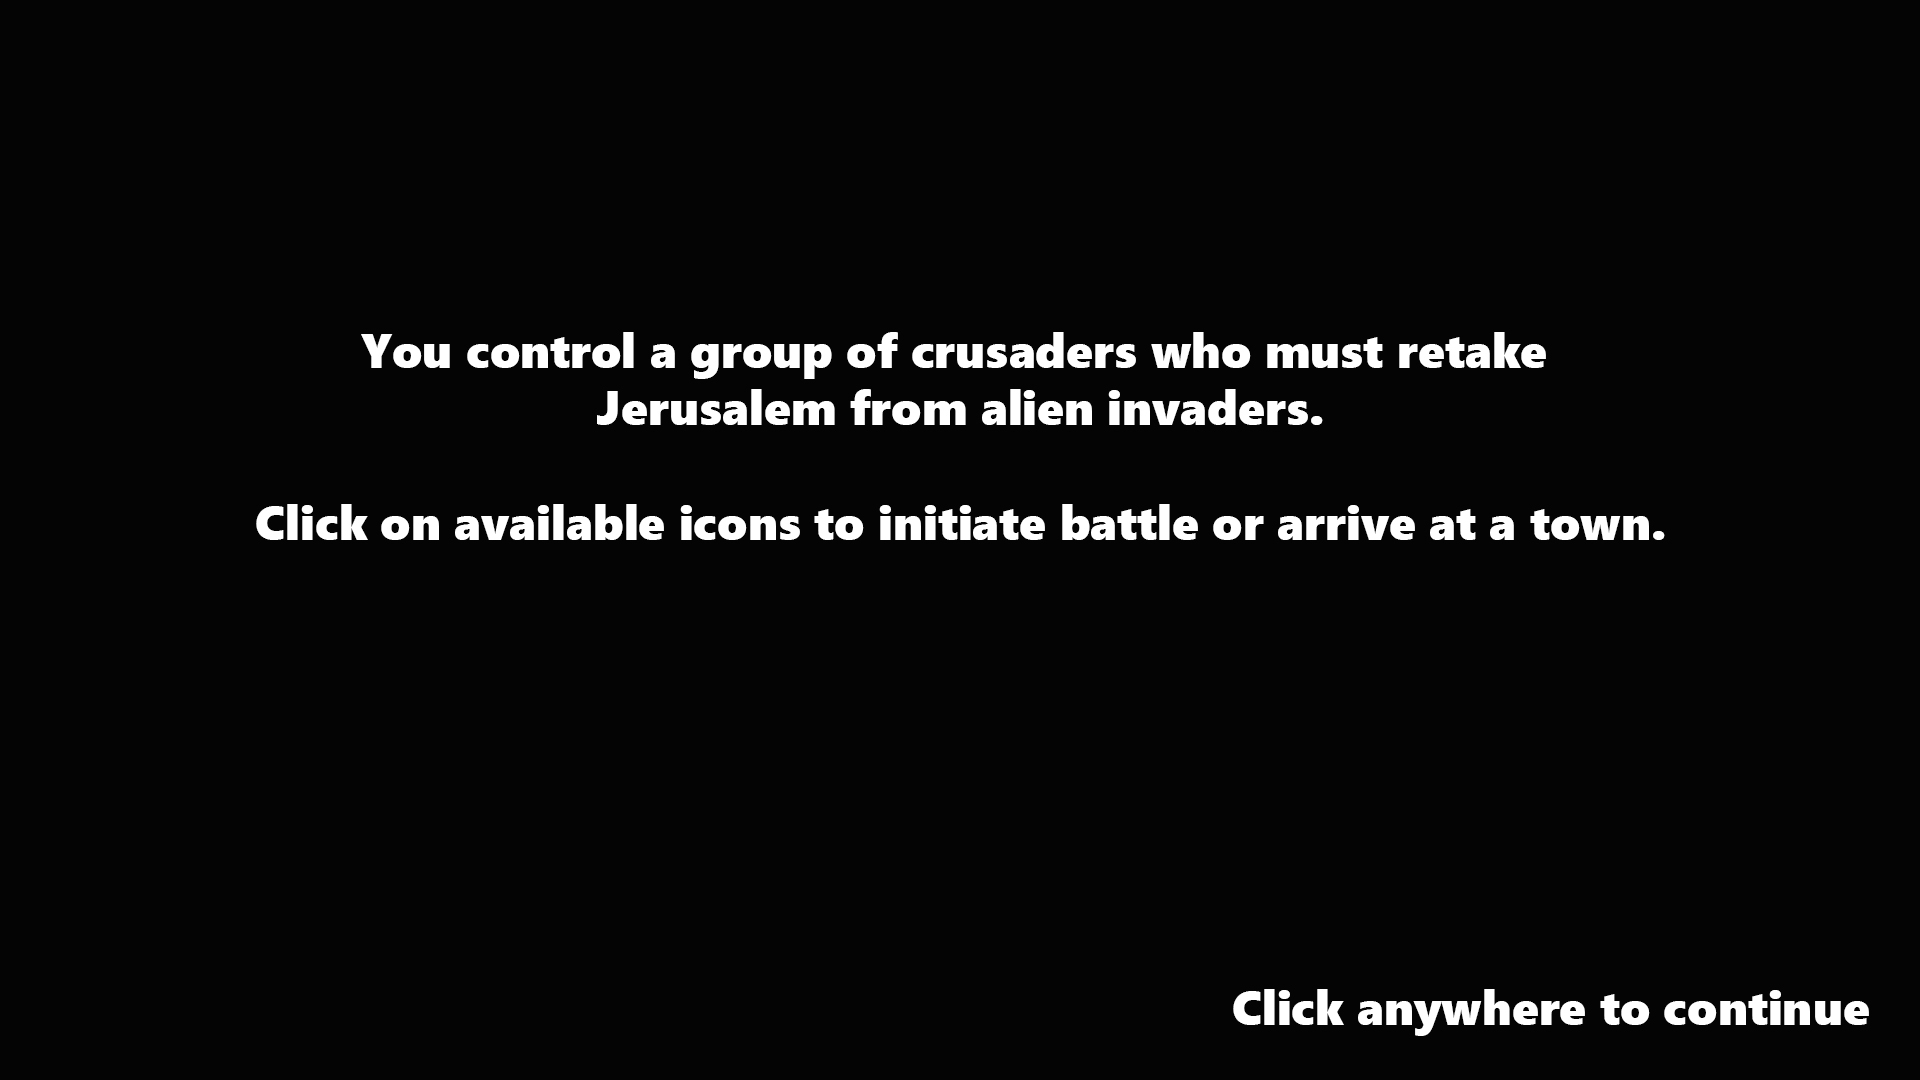 You control a group of crusaders who must retake
Jerusalem from alien invaders.
Click on available icons to initiate battle or arrive at a town.
Click anywhere to continue